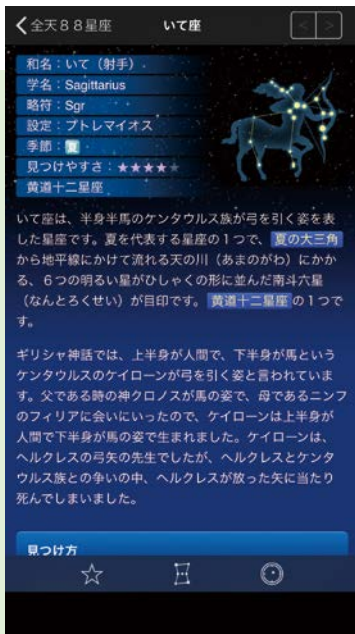 全天８８星座
いて座
和名：いて（射手）
学名：Sagittarius
略符：Sgr
設定：プトレマイオス
季節：夏
見つけやすさ：★★★★★
黄道十二星座
いて座は、半身半馬のケンタウルス族が弓を引く姿を表
した星座です。夏を代表する星座の１つで、夏の大三角
から地平線にかけて流れる天の川（あまのがわ）にかか
る、６つの明るい星がひしゃくの形に並んだ南斗六星
（なんとろくせい）が目印です。黄道十二星座の１つで
す。
ギリシャ神話では、上半身が人間で、下半身が馬という
ケンタウルスのケイローンが弓を引く姿と言われていま
す。父である時の神クロノスが馬の姿で、母であるニンフ
のフィリアに会いにいったので、ケイローンは上半身が
人間で下半身が馬の姿で生まれました。ケイローンは、
ヘルクレスの弓矢の先生でしたが、ヘルクレスとケンタ
ウルス族との争いの中、ヘルクレスが放った矢に当たり
死んでしまいました。
見つけ方